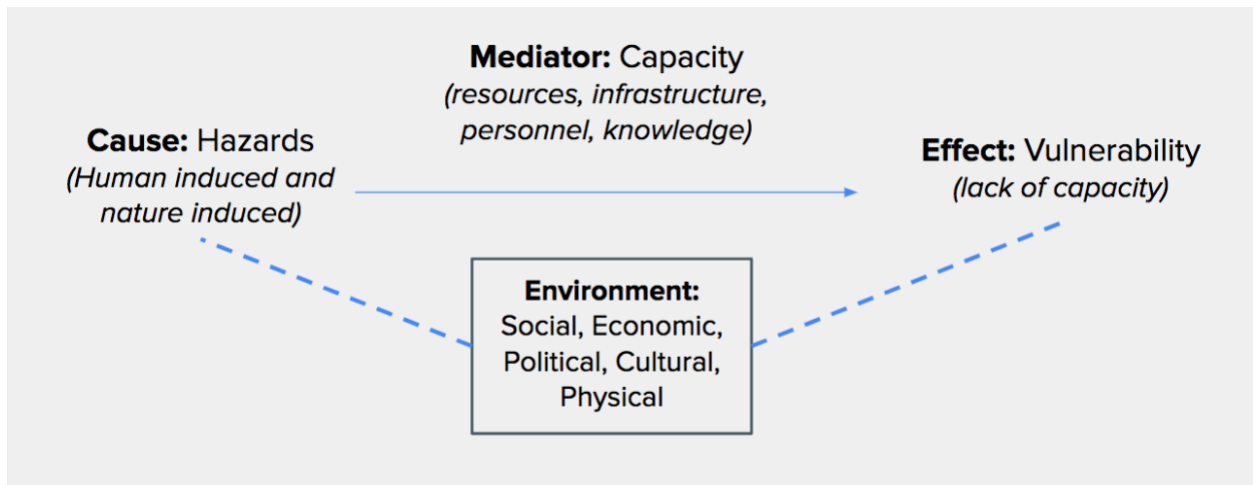 Mediator: Capacity
(resources, infrastructure,
personnel, knowledge)
Cause: Hazards
(Human induced and
nature induced)
Effect: Vulnerability
(lack of capacity)
Environment:
Social, Economic,
Political, Cultural,
Physical